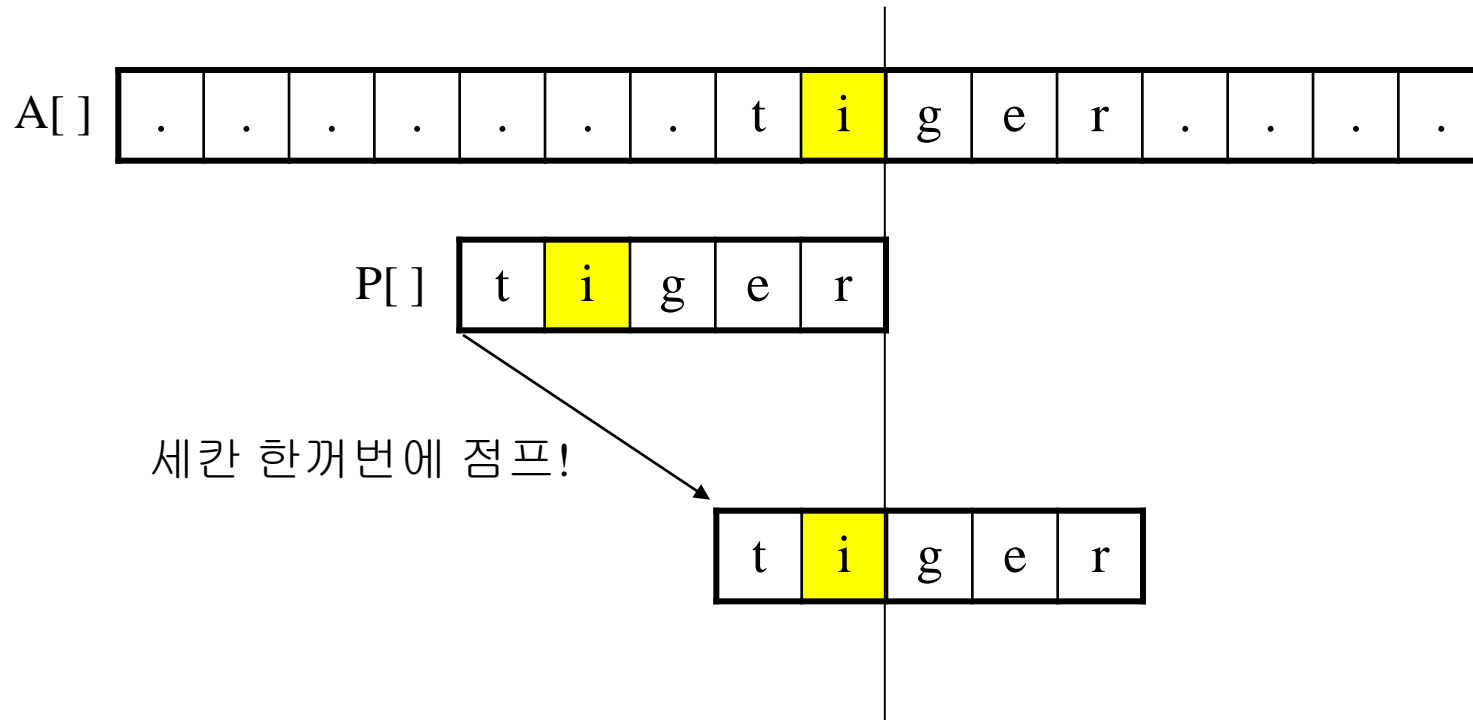 A[ ] . . . . . . . t i g e r . . . .
P[ ] t i g e r
세칸 한꺼번에 점프!
t i g e r